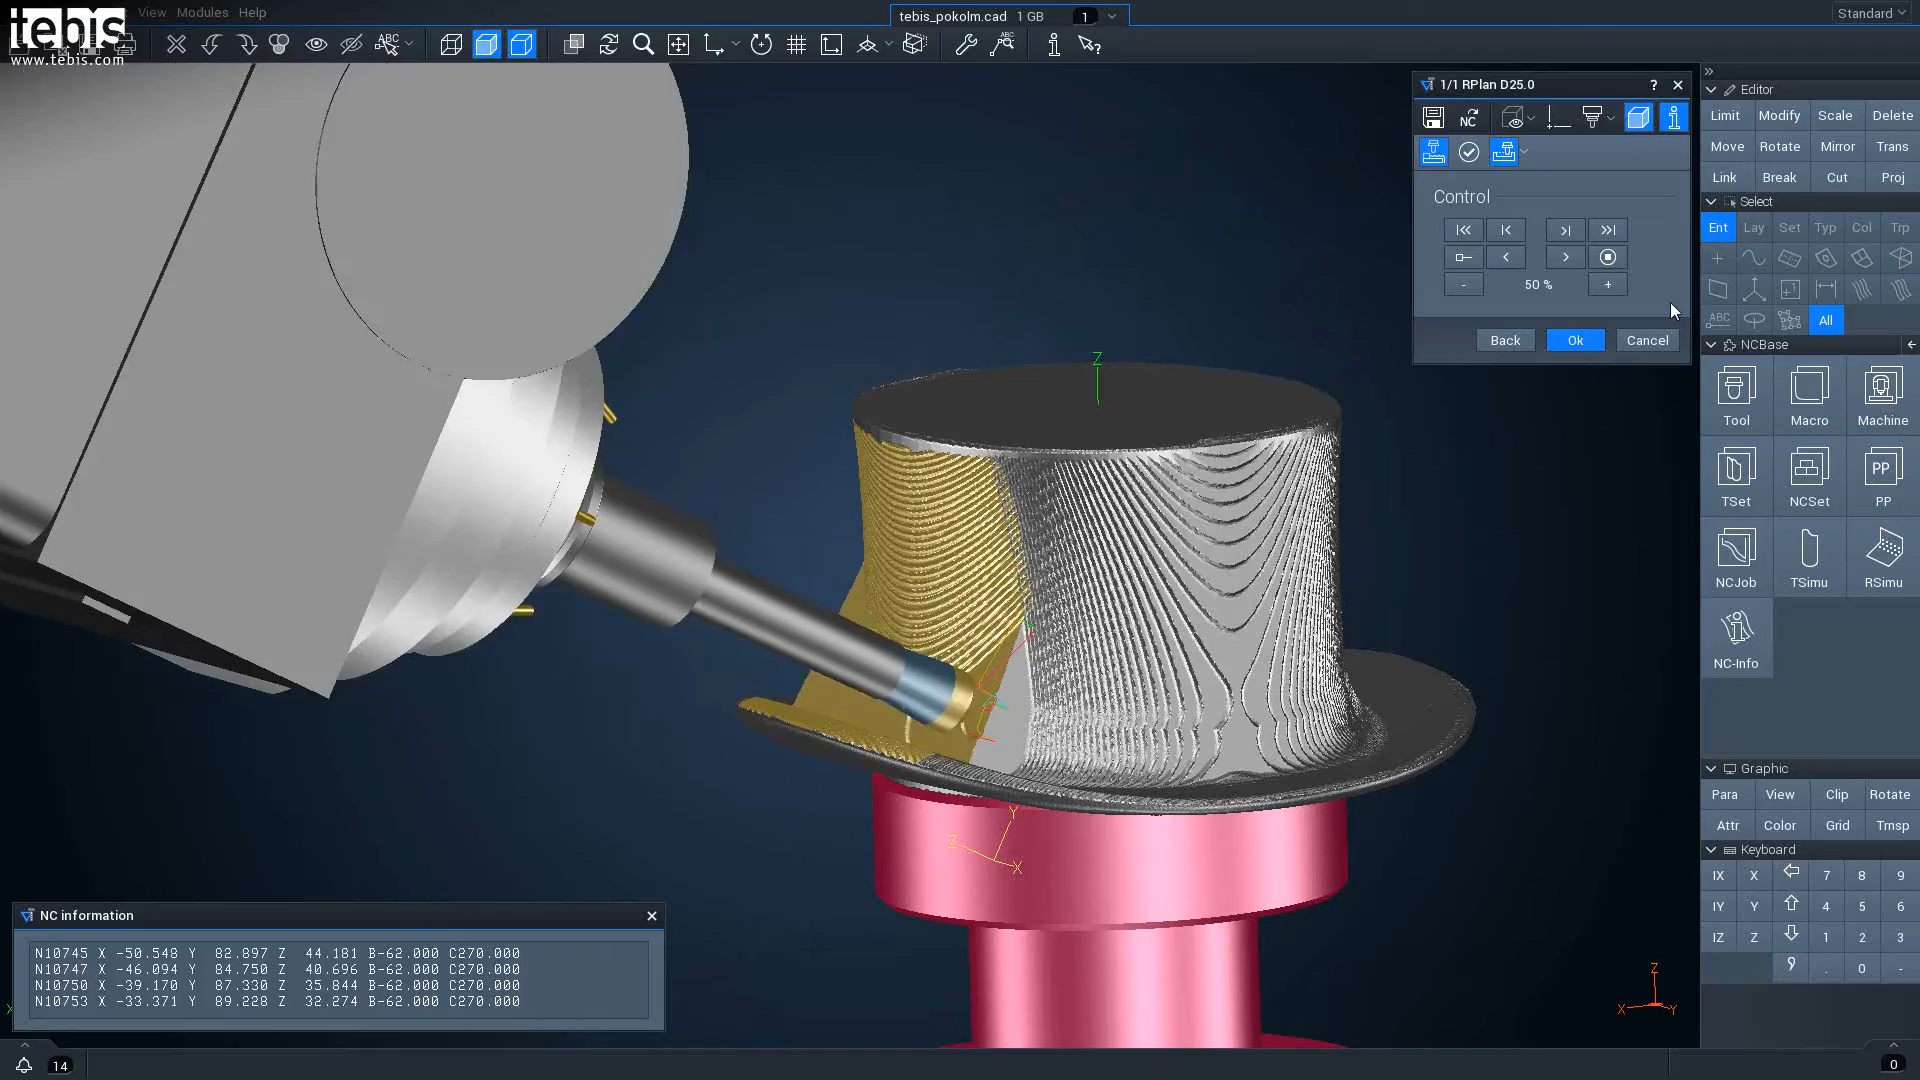 tebis
www.tebis.com
View Modules Help
tebis_pokolm.cad 1 GB 1
Standard
ABC
ABC
1/1 RPlan D25.0 ?
NC
Control
50 %
- +
Back Ok Cancel
Editor
Limit Modify Scale Delete
Move Rotate Mirror Trans
Link Break Cut Proj
Select
Ent Lay Set Typ Col Trp
ABC All
NCBase
Tool Macro Machine
PP
TSet NCSet PP
NCJob TSimu RSimu
NC-Info
Graphic
Para View Clip Rotate
Attr Color Grid Trnsp
Keyboard
IX X 7 8 9
IY Y 4 5 6
IZ Z 1 2 3
. 0 -
Z
Y
Z
X
Z
X Y
NC information
N10745 X -50.548 Y 82.897 Z 44.181 B-62.000 C270.000
N10747 X -46.094 Y 84.750 Z 40.696 B-62.000 C270.000
N10750 X -39.170 Y 87.330 Z 35.844 B-62.000 C270.000
N10753 X -33.371 Y 89.228 Z 32.274 B-62.000 C270.000
14
0